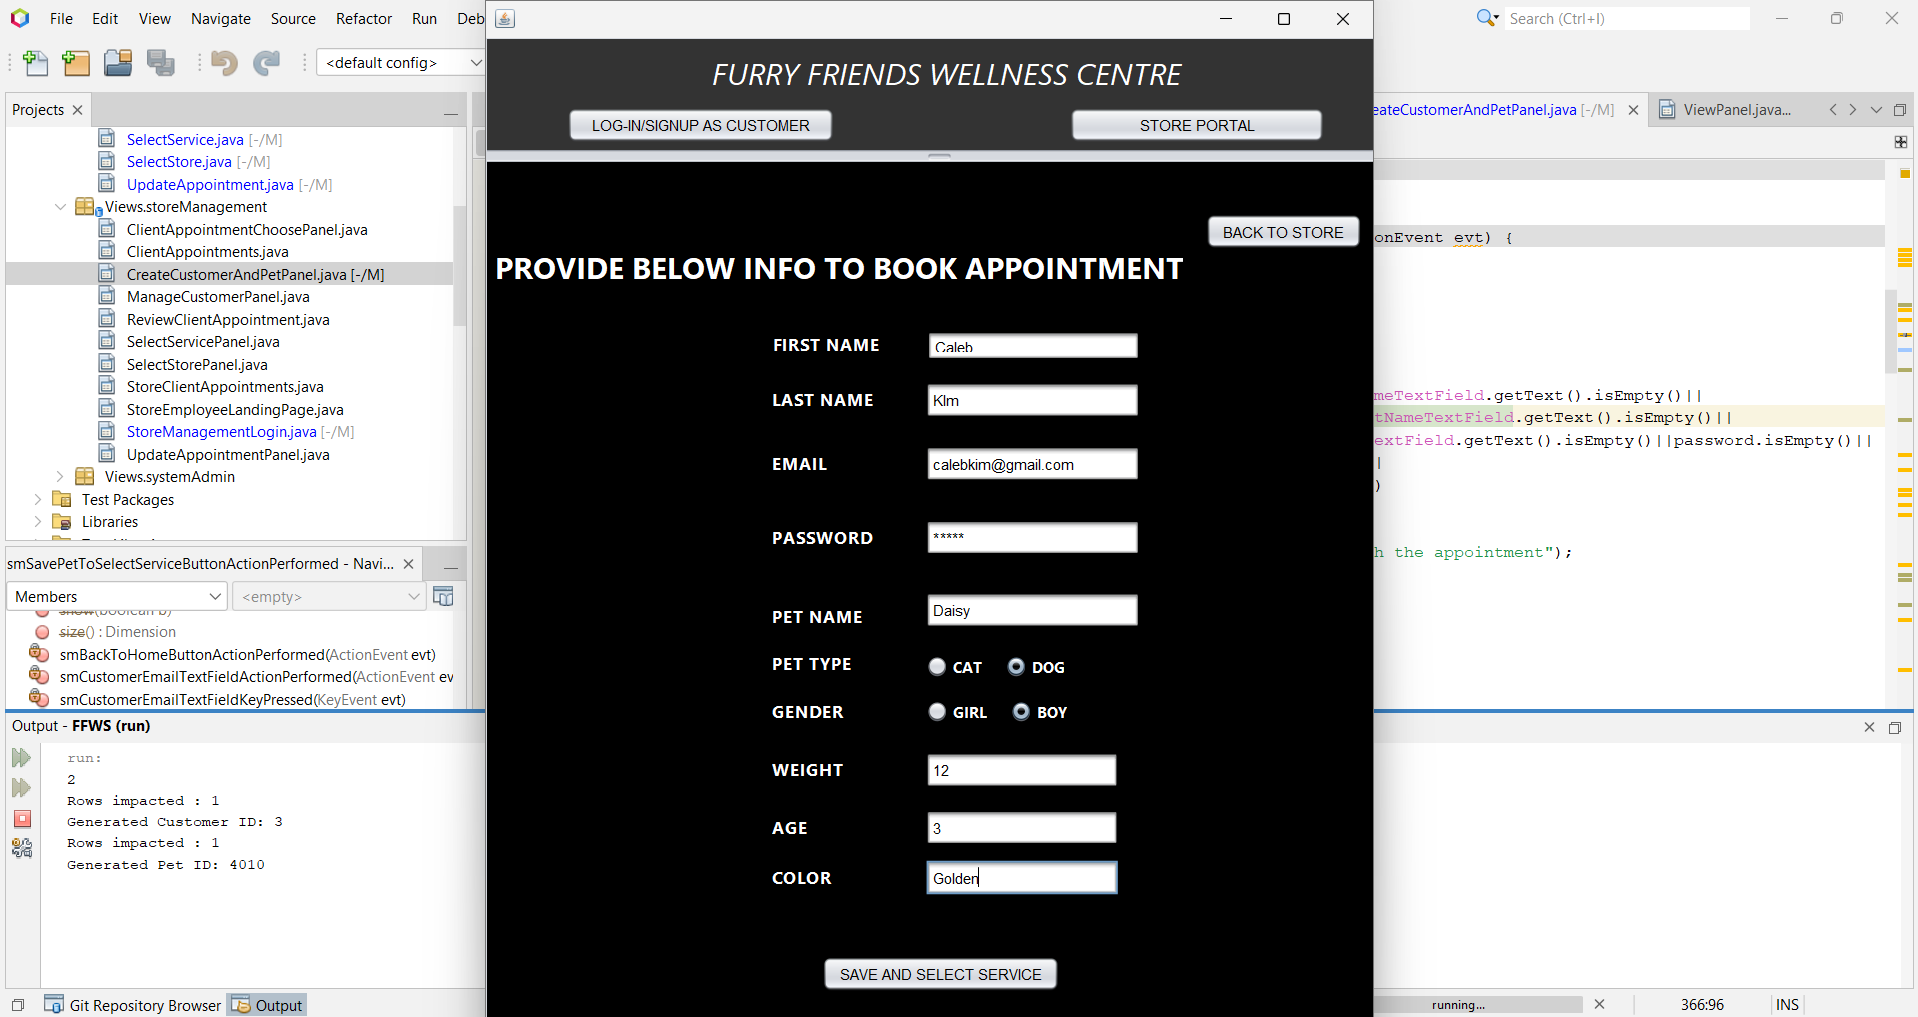 File Edit View Navigate Source Refactor Run Deb
Search (Ctrl+I)
<default config>
Projects
SelectService.java [-/M]
SelectStore.java [-/M]
UpdateAppointment.java [-/M]
Views.storeManagement
ClientAppointmentChoosePanel.java
ClientAppointments.java
CreateCustomerAndPetPanel.java [-/M]
ManageCustomerPanel.java
ReviewClientAppointment.java
SelectServicePanel.java
SelectStorePanel.java
StoreClientAppointments.java
StoreEmployeeLandingPage.java
StoreManagementLogin.java [-/M]
UpdateAppointmentPanel.java
Views.systemAdmin
Test Packages
Libraries
smSavePetToSelectServiceButtonActionPerformed - Navi...
Members
<empty>
show(boolean b)
size() : Dimension
smBackToHomeButtonActionPerformed(ActionEvent evt)
smCustomerEmailTextFieldActionPerformed(ActionEvent ev
smCustomerEmailTextFieldKeyPressed(KeyEvent evt)
Output - FFWS (run)
run:
2
Rows impacted : 1
Generated Customer ID: 3
Rows impacted : 1
Generated Pet ID: 4010
Git Repository Browser
Output
FURRY FRIENDS WELLNESS CENTRE
LOG-IN/SIGNUP AS CUSTOMER
STORE PORTAL
BACK TO STORE
PROVIDE BELOW INFO TO BOOK APPOINTMENT
FIRST NAME Caleb
LAST NAME KIm
EMAIL calebkim@gmail.com
PASSWORD *****
PET NAME Daisy
PET TYPE CAT DOG
GENDER GIRL BOY
WEIGHT 12
AGE 3
COLOR Golden
SAVE AND SELECT SERVICE
eateCustomerAndPetPanel.java [-/M]
ViewPanel.java...
onEvent evt) {
meTextField.getText().isEmpty()||
tNameTextField.getText().isEmpty()||
extField.getText().isEmpty()||password.isEmpty()||
|
)
h the appointment");
running...
366:96
INS